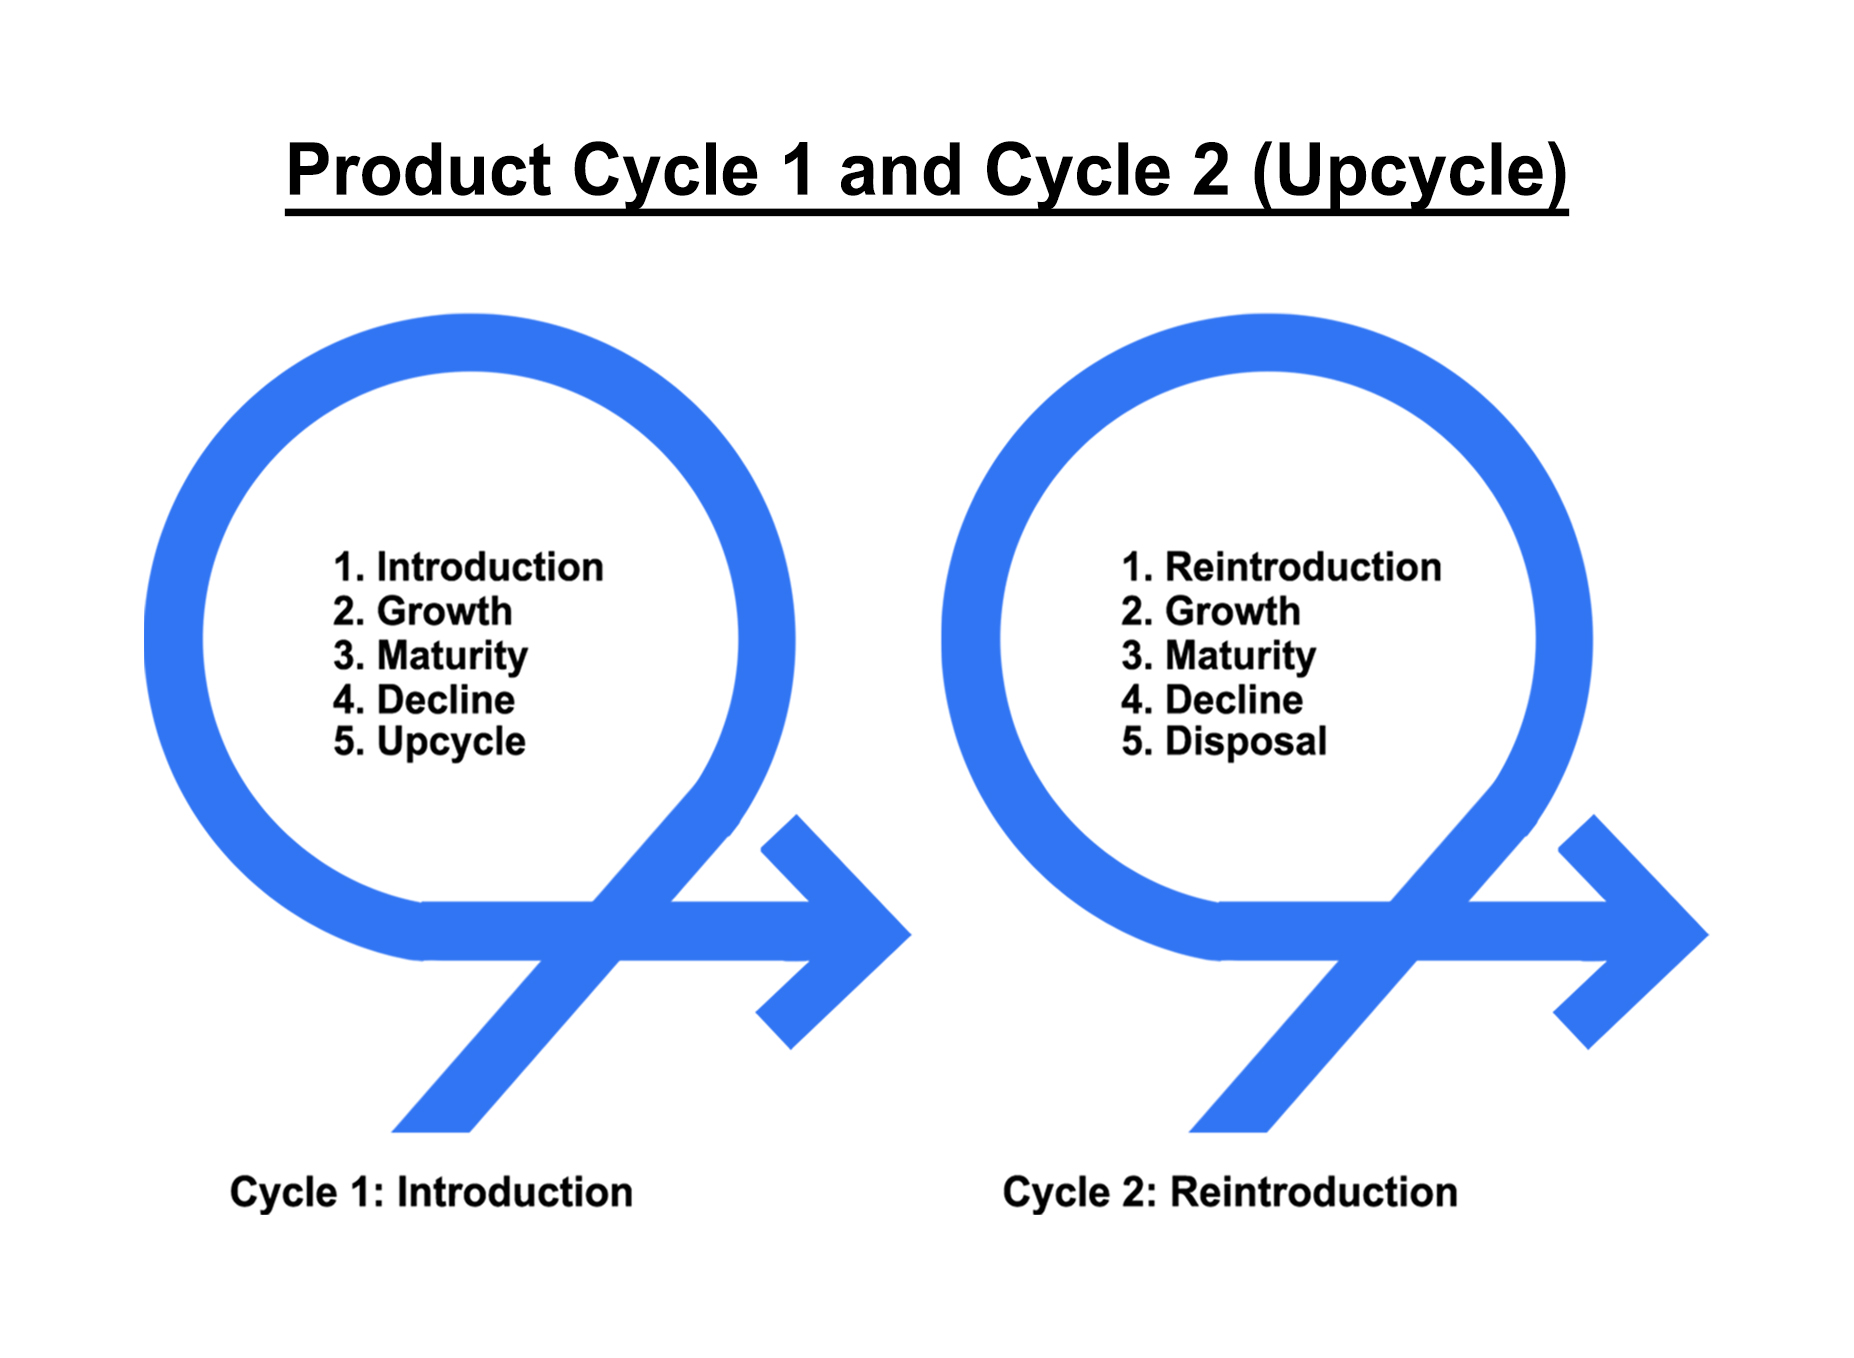 Product Cycle 1 and Cycle 2 (Upcycle)
1. Introduction
2. Growth
3. Maturity
4. Decline
5. Upcycle
1. Reintroduction
2. Growth
3. Maturity
4. Decline
5. Disposal
Cycle 1: Introduction
Cycle 2: Reintroduction